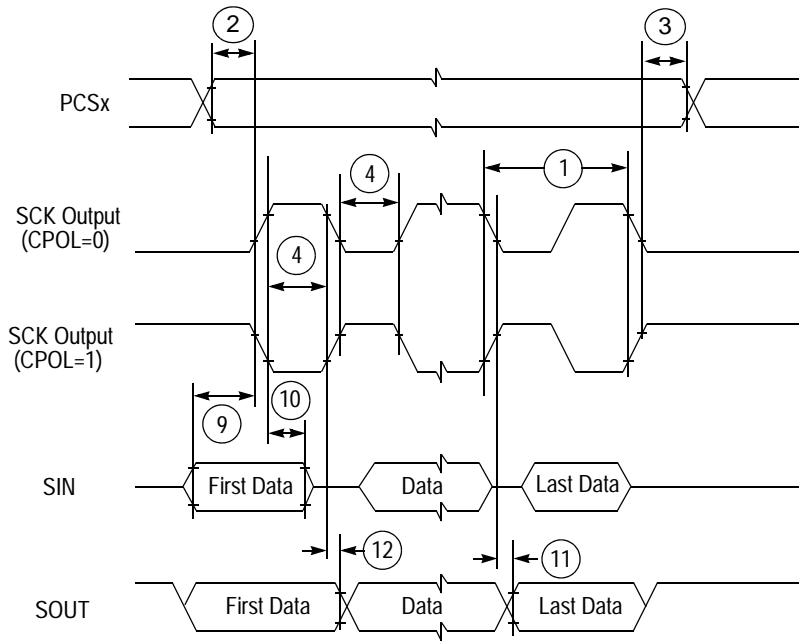 2
3
PCSx
4
1
SCK Output
(CPOL=0)
4
SCK Output
(CPOL=1)
9
10
SIN
First Data
Data
Last Data
12
11
SOUT
First Data
Data
Last Data